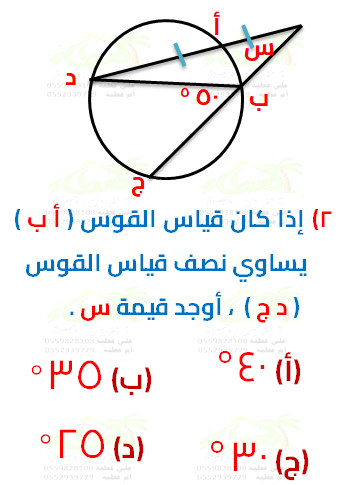 أ
س
د
٥٠°
ب
ج
٢) إذا كان قياس القوس ( أ ب )
يساوي نصف قياس القوس
( د ج ) ، أوجد قيمة س .
(أ) ٤٠°
(ب) ٣٥°
(ج) ٣٠°
(د) ٢٥°